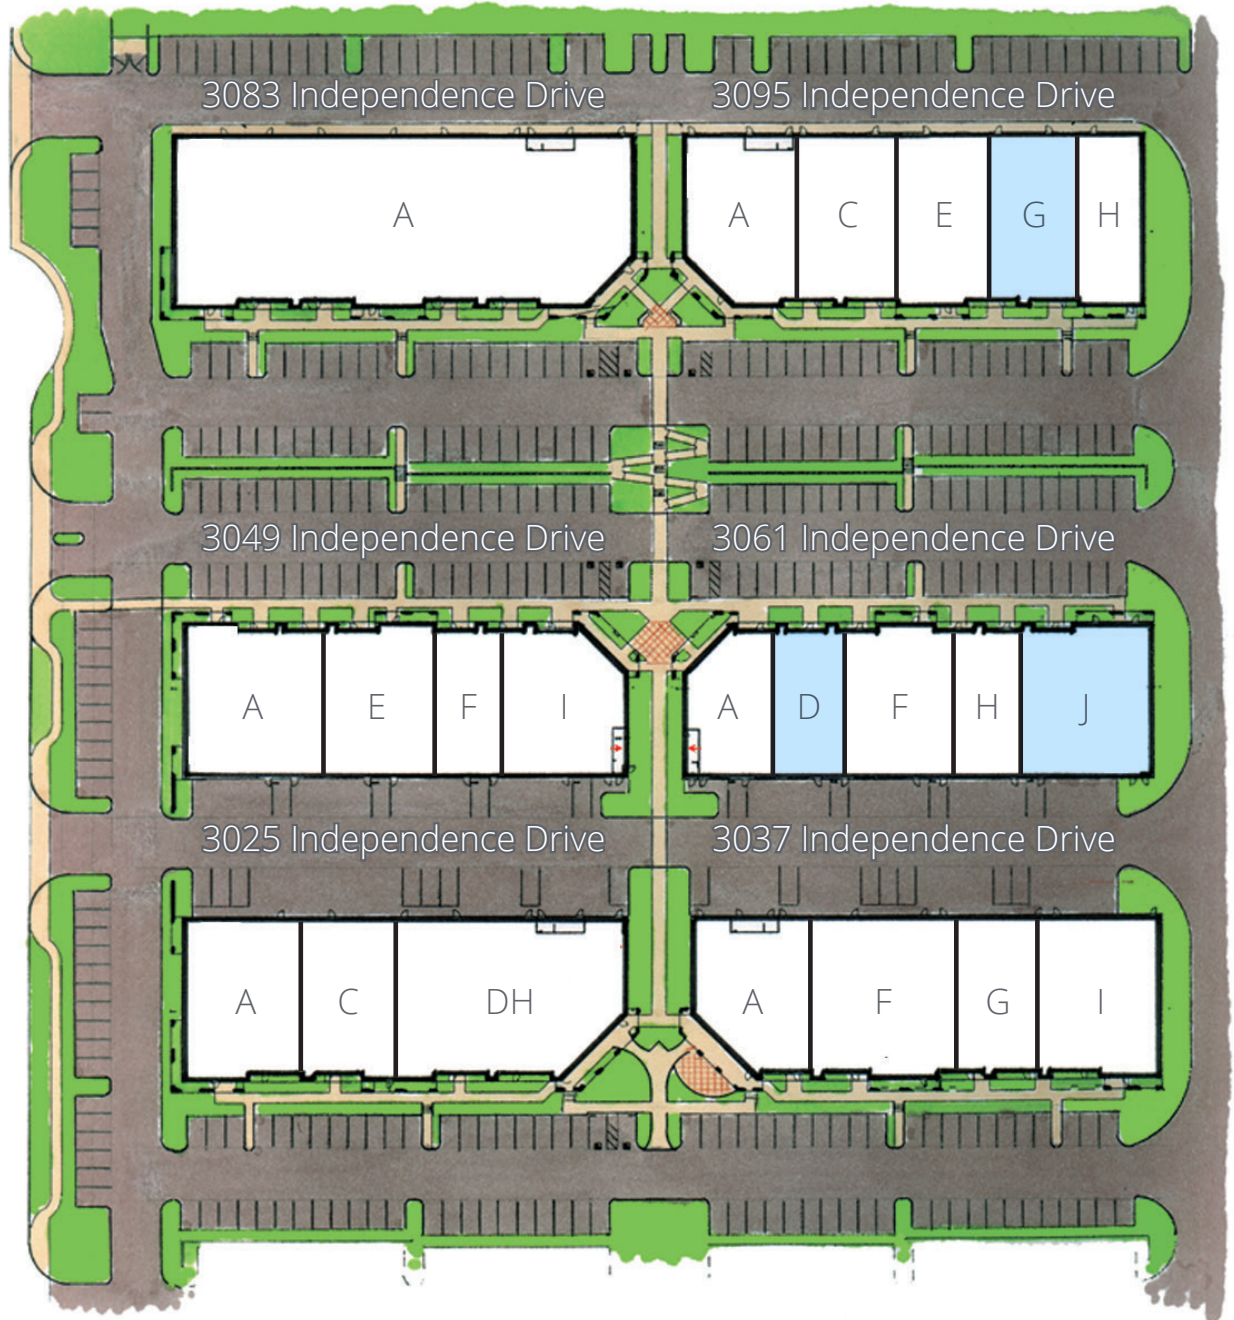 3083 Independence Drive 3095 Independence Drive
A A C E G H
3049 Independence Drive 3061 Independence Drive
A E F I A D F H J
3025 Independence Drive 3037 Independence Drive
A C DH A F G I